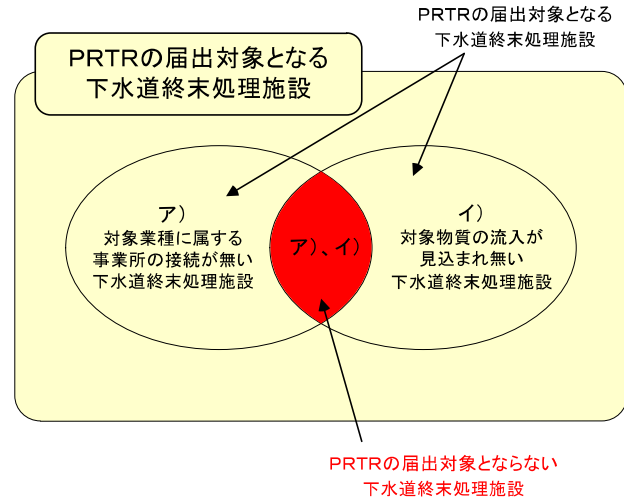 PRTRの届出対象となる
下水道終末処理施設
PRTRの届出対象となる
下水道終末処理施設
ア)
対象業種に属する
事業所の接続が無い
下水道終末処理施設
ア)、イ)
イ)
対象物質の流入が
見込まれ無い
下水道終末処理施設
PRTRの届出対象とならない
下水道終末処理施設